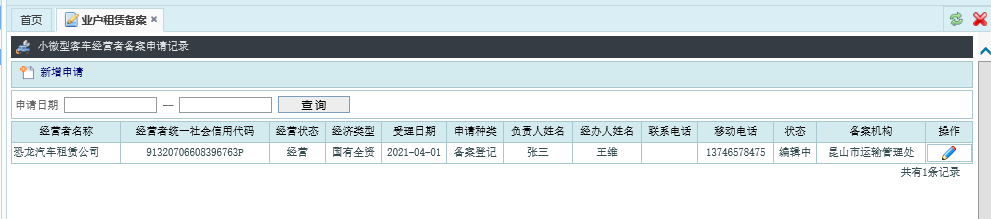 首页 业户租赁备案
小微型客车经营者备案申请记录
新增申请
申请日期 — 查 询
经营者名称 经营者统一社会信用代码 经营状态 经济类型 受理日期 申请种类 负责人姓名 经办人姓名 联系电话 移动电话 状态 备案机构 操作
恐龙汽车租赁公司 91320706608396763P 经营 国有全资 2021-04-01 备案登记 张三 王维 13746578475 编辑中 昆山市运输管理处
共有1条记录